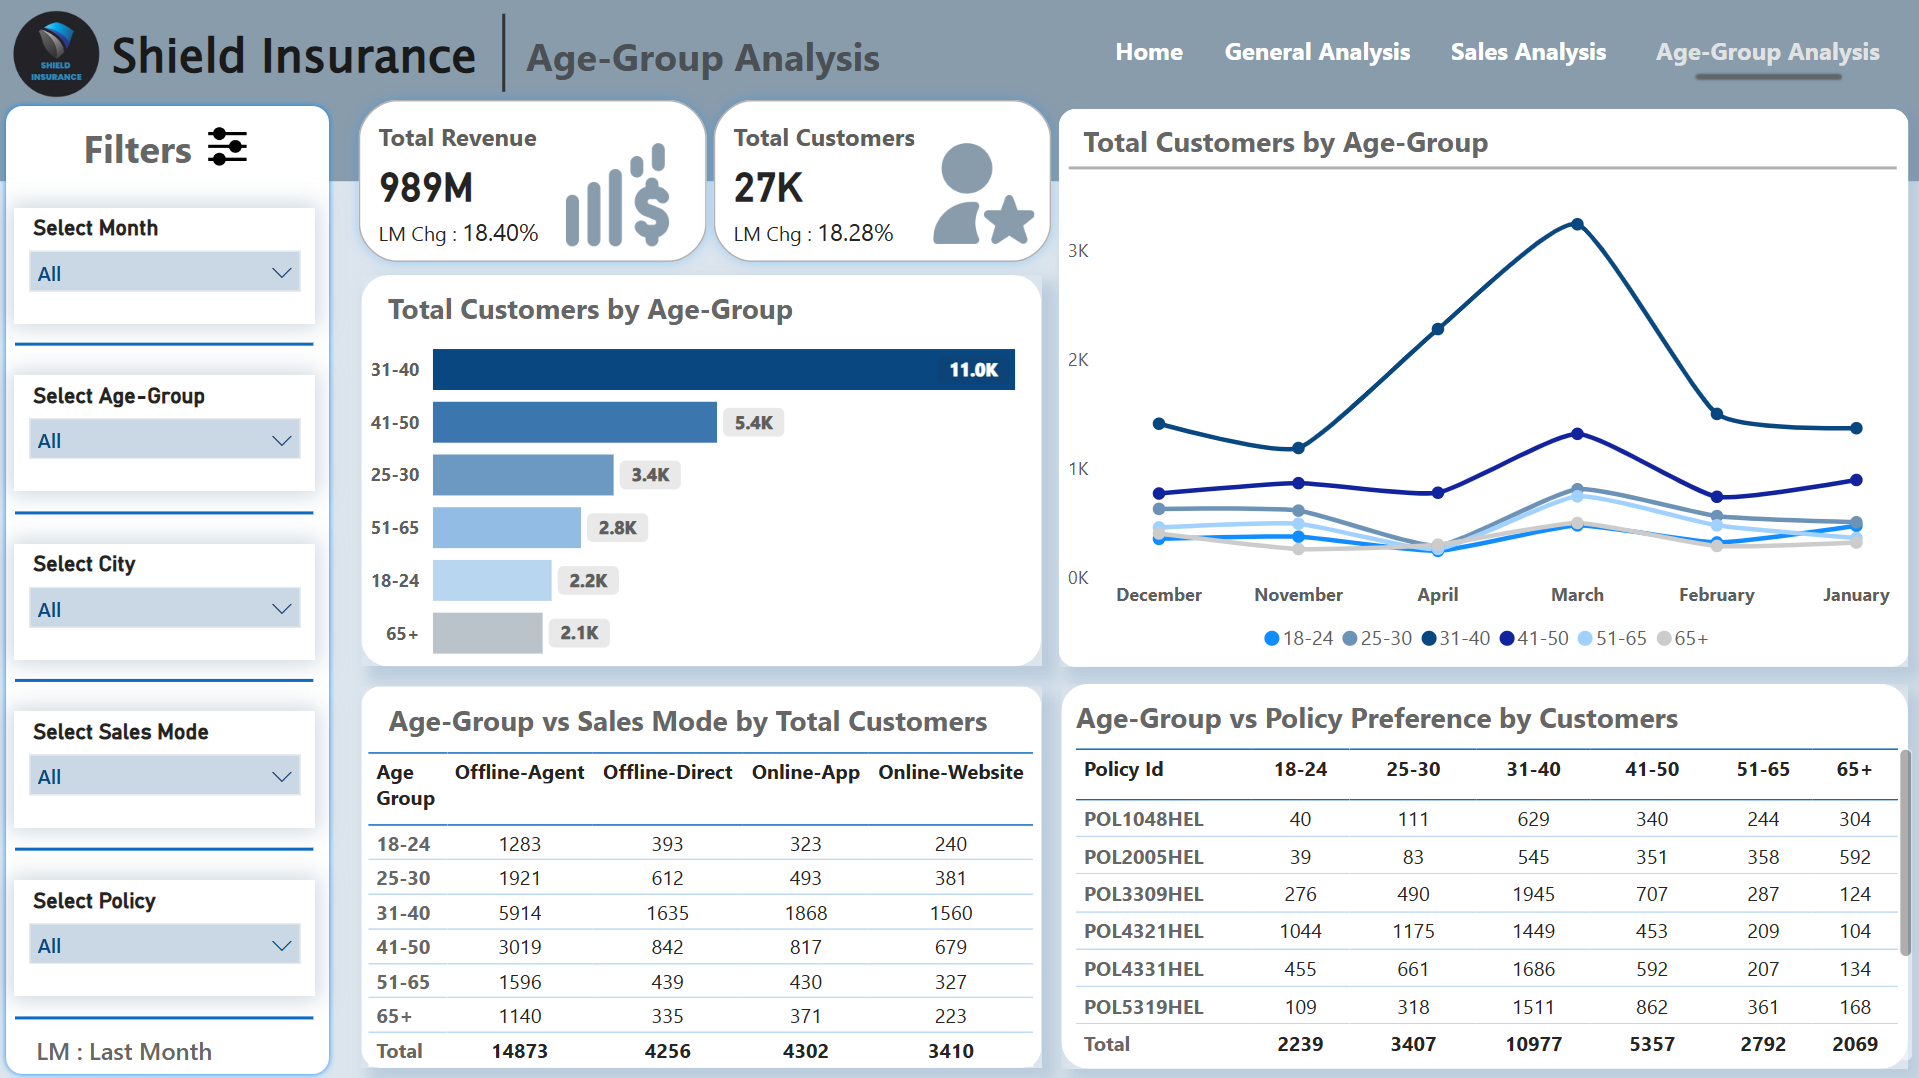 SHIELD
INSURANCE
Shield Insurance
Age-Group Analysis
Home General Analysis Sales Analysis Age-Group Analysis
Filters
Select Month
All
Select Age-Group
All
Select City
All
Select Sales Mode
All
Select Policy
All
LM : Last Month
Total Revenue
989M
LM Chg : 18.40%
Total Customers
27K
LM Chg : 18.28%
Total Customers by Age-Group
31-40 11.0K
41-50 5.4K
25-30 3.4K
51-65 2.8K
18-24 2.2K
65+ 2.1K
Total Customers by Age-Group
3K
2K
1K
0K
December November April March February January
18-24 25-30 31-40 41-50 51-65 65+
Age-Group vs Sales Mode by Total Customers
Age Offline-Agent Offline-Direct Online-App Online-Website
Group
18-24 1283 393 323 240
25-30 1921 612 493 381
31-40 5914 1635 1868 1560
41-50 3019 842 817 679
51-65 1596 439 430 327
65+ 1140 335 371 223
Total 14873 4256 4302 3410
Age-Group vs Policy Preference by Customers
Policy Id 18-24 25-30 31-40 41-50 51-65 65+
POL1048HEL 40 111 629 340 244 304
POL2005HEL 39 83 545 351 358 592
POL3309HEL 276 490 1945 707 287 124
POL4321HEL 1044 1175 1449 453 209 104
POL4331HEL 455 661 1686 592 207 134
POL5319HEL 109 318 1511 862 361 168
Total 2239 3407 10977 5357 2792 2069